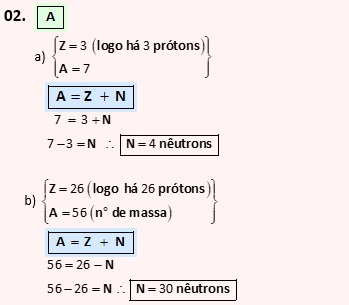 02. A
a) {Z = 3 (logo há 3 prótons)
A = 7}
A = Z + N
7 = 3 + N
7 – 3 = N ∴ N = 4 nêutrons
b) {Z = 26 (logo há 26 prótons)
A = 56 (n° de massa)}
A = Z + N
56 = 26 – N
56 – 26 = N ∴ N = 30 nêutrons